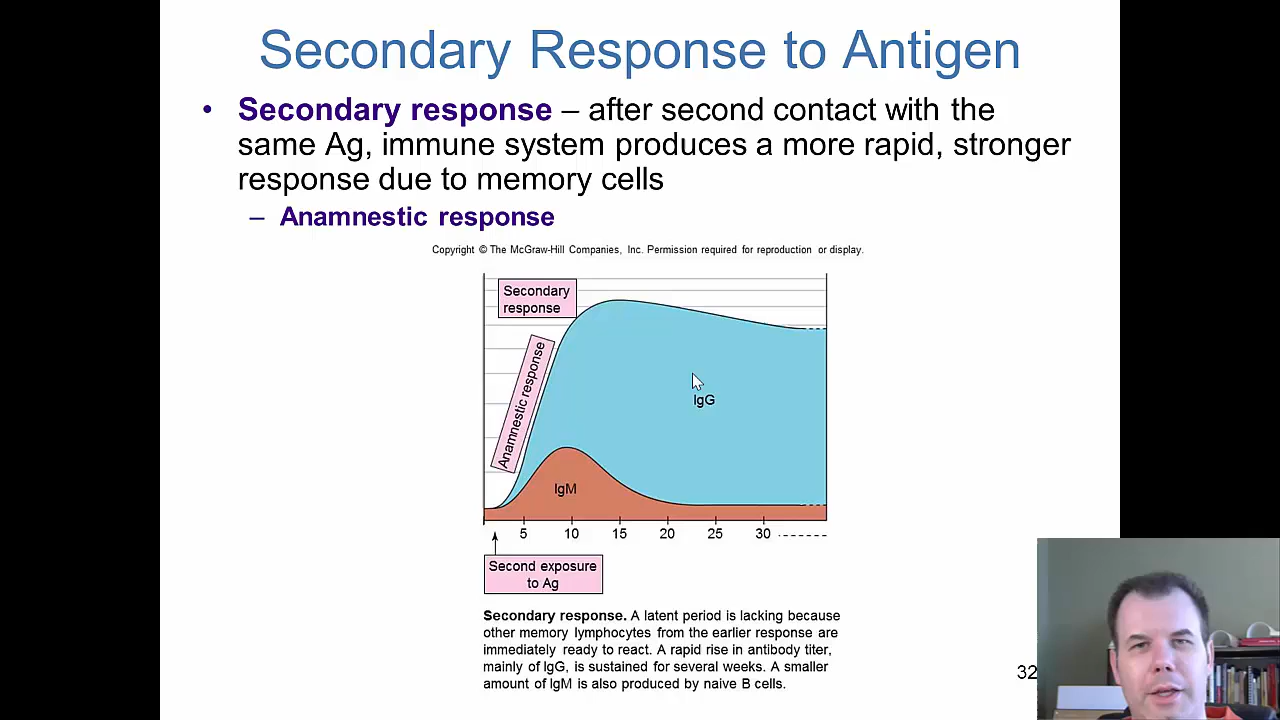 Secondary Response to Antigen
• Secondary response – after second contact with the
same Ag, immune system produces a more rapid, stronger
response due to memory cells
– Anamnestic response
Copyright © The McGraw-Hill Companies, Inc. Permission required for reproduction or display.
Secondary
response
Anamnestic response
IgG
IgM
5 10 15 20 25 30
Second exposure
to Ag
Secondary response. A latent period is lacking because
other memory lymphocytes from the earlier response are
immediately ready to react. A rapid rise in antibody titer,
mainly of IgG, is sustained for several weeks. A smaller
amount of IgM is also produced by naive B cells.
32